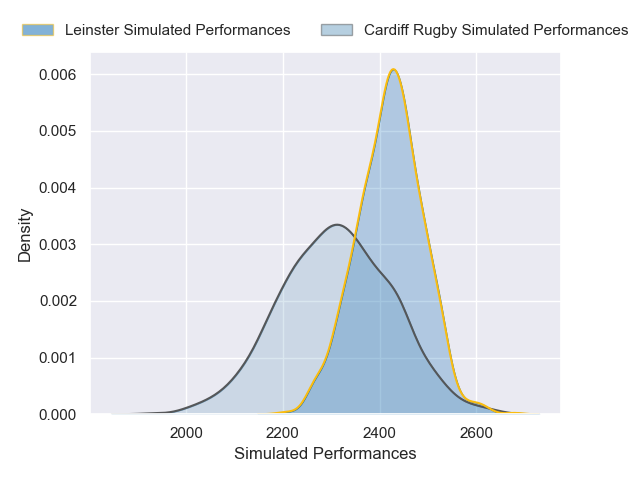 Leinster Simulated Performances
Cardiff Rugby Simulated Performances
0.006
0.005
0.004
0.003
0.002
0.001
0.000
Density
2000
2200
2400
2600
Simulated Performances